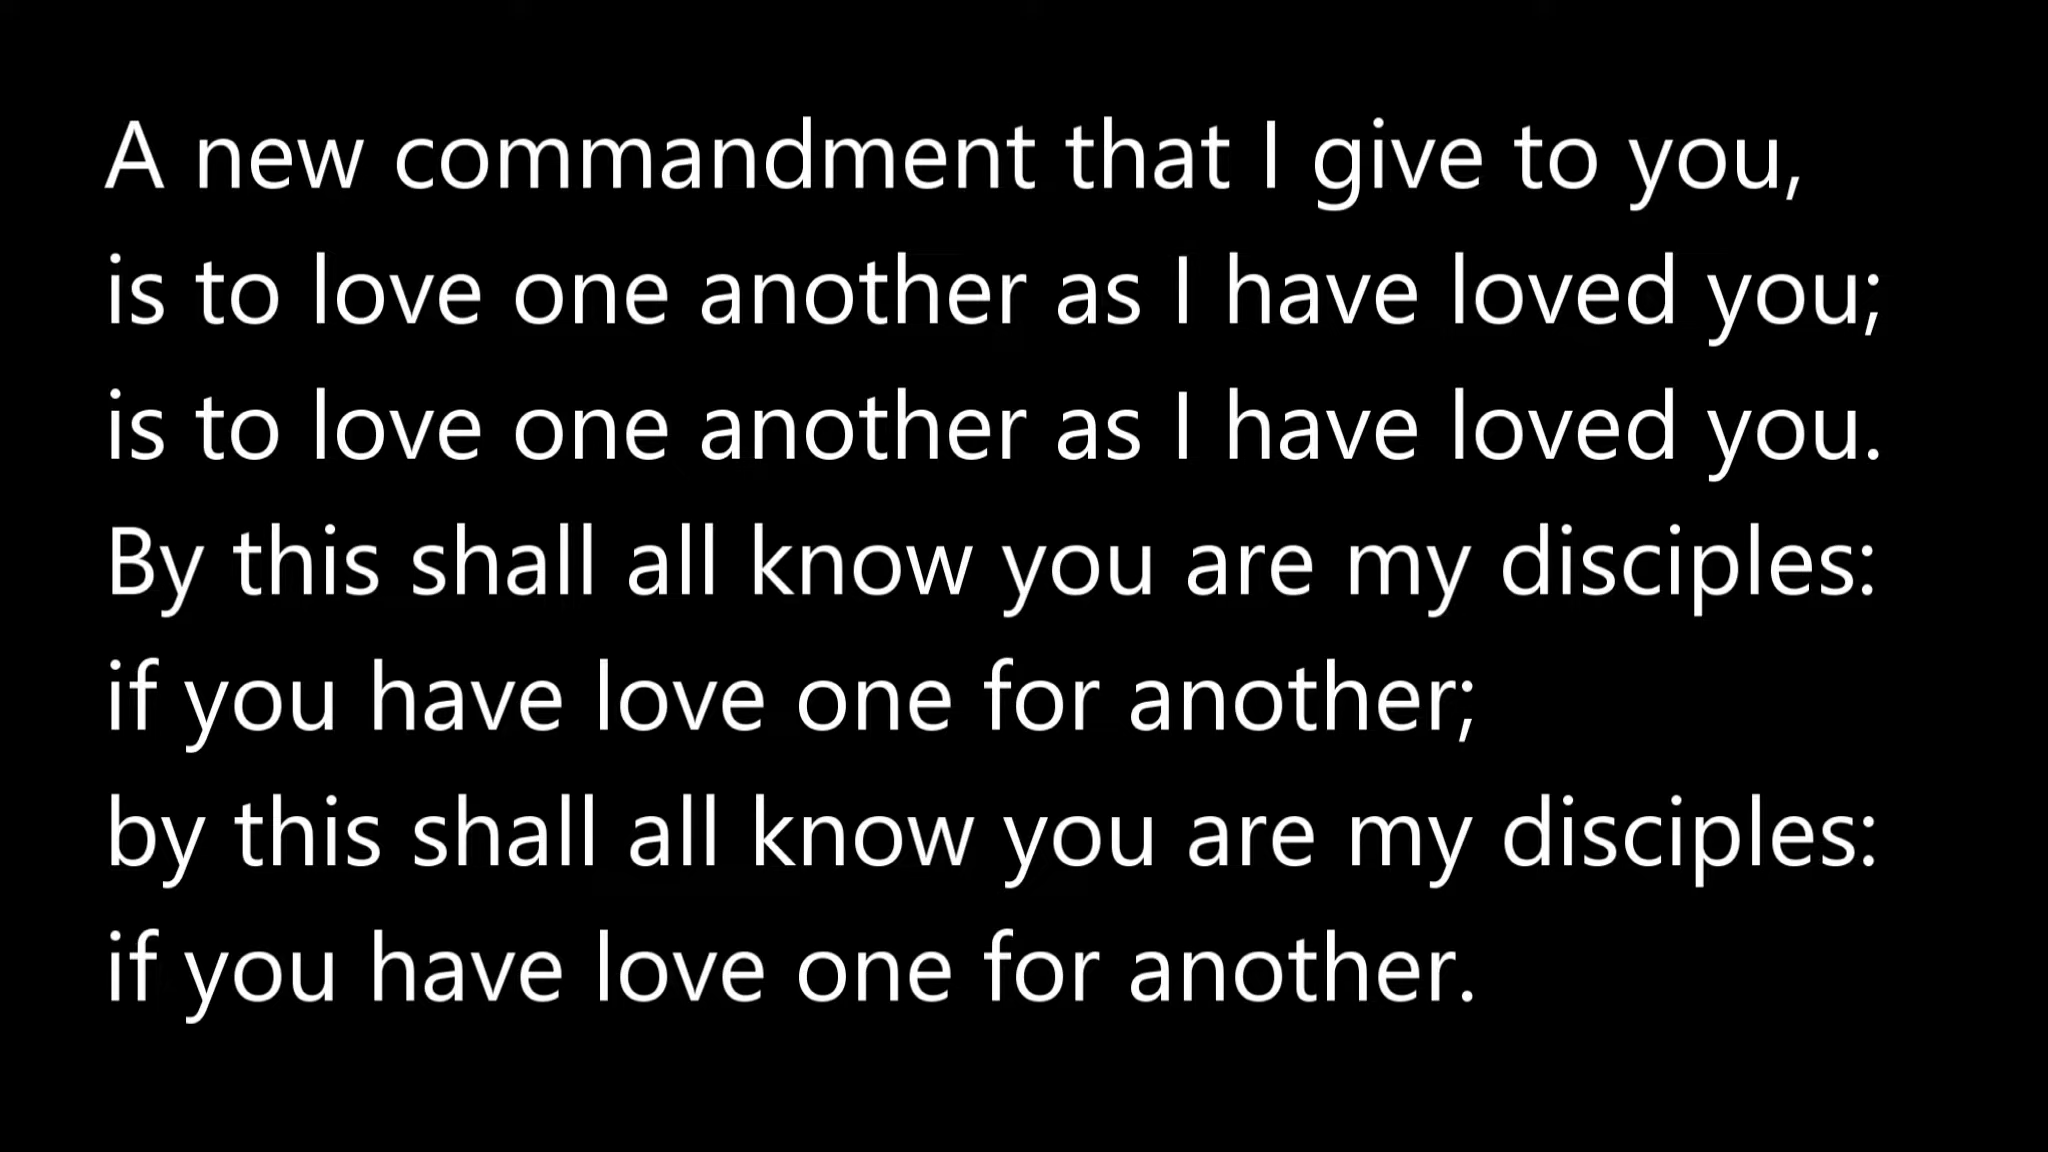 A new commandment that I give to you,
is to love one another as I have loved you;
is to love one another as I have loved you.
By this shall all know you are my disciples:
if you have love one for another;
by this shall all know you are my disciples:
if you have love one for another.